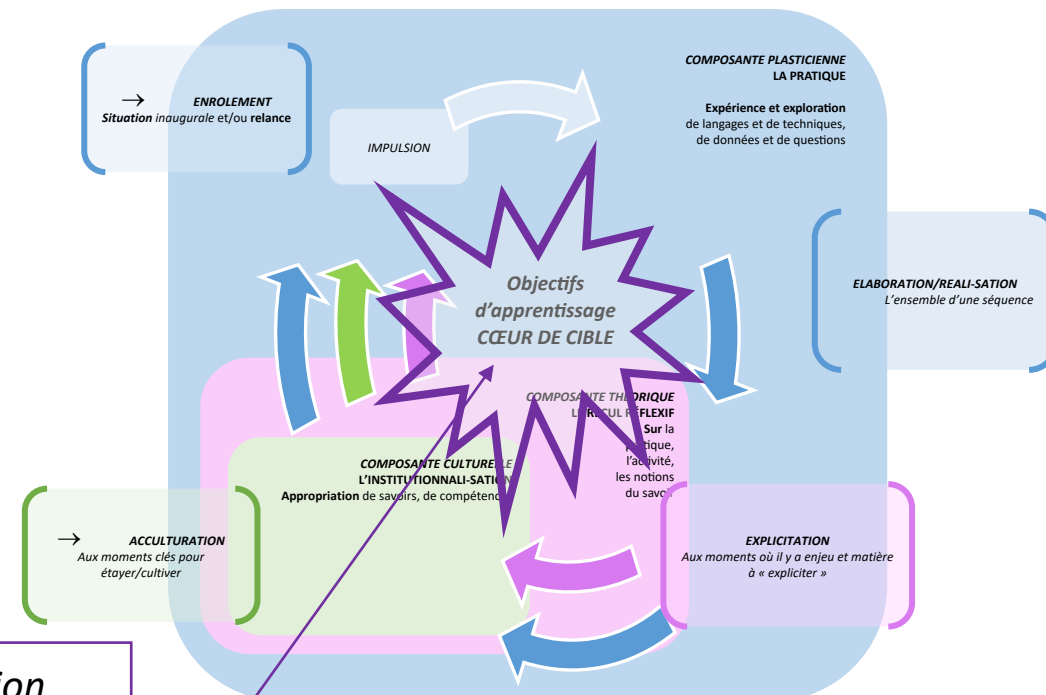 COMPOSANTE PLASTICIENNE
LA PRATIQUE
Expérience et exploration
de langages et de techniques,
de données et de questions
→ ENROLEMENT
Situation inaugurale et/ou relance
IMPULSION
ELABORATION/REALI-SATION
L'ensemble d'une séquence
Objectifs
d'apprentissage
CŒUR DE CIBLE
COMPOSANTE THÉORIQUE
RÉFLEXIF
Sur la
l'activité,
les notions
du savoir
COMPOSANTE CULTURELLE
L'INSTITUTIONNALI-SATION
Appropriation de savoirs, de
→ ACCULTURATION
Aux moments clés pour
étayer/cultiver
EXPLICITATION
Aux moments où il y a enjeu et matière
à « expliciter »
ion